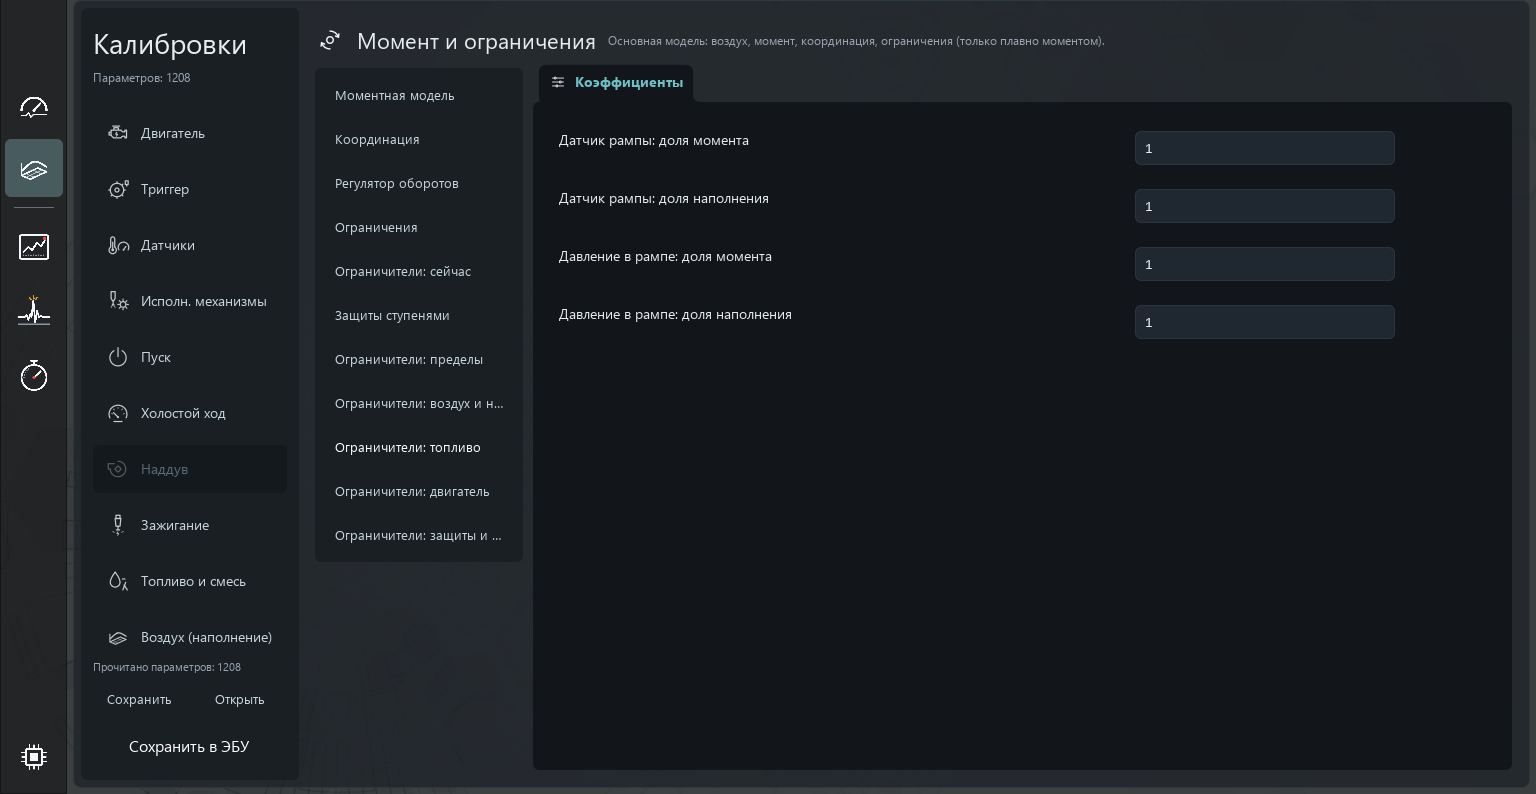 Калибровки
Параметров: 1208
Двигатель
Триггер
Датчики
Исполн. механизмы
Пуск
Холостой ход
Наддув
Зажигание
Топливо и смесь
Воздух (наполнение)
Прочитано параметров: 1208
Сохранить
Открыть
Сохранить в ЭБУ
Момент и ограничения
Основная модель: воздух, момент, координация, ограничения (только плавно моментом).
Моментная модель
Координация
Регулятор оборотов
Ограничения
Ограничители: сейчас
Защиты ступенями
Ограничители: пределы
Ограничители: воздух и н...
Ограничители: топливо
Ограничители: двигатель
Ограничители: защиты и ...
Коэффициенты
Датчик рампы: доля момента
1
Датчик рампы: доля наполнения
1
Давление в рампе: доля момента
1
Давление в рампе: доля наполнения
1